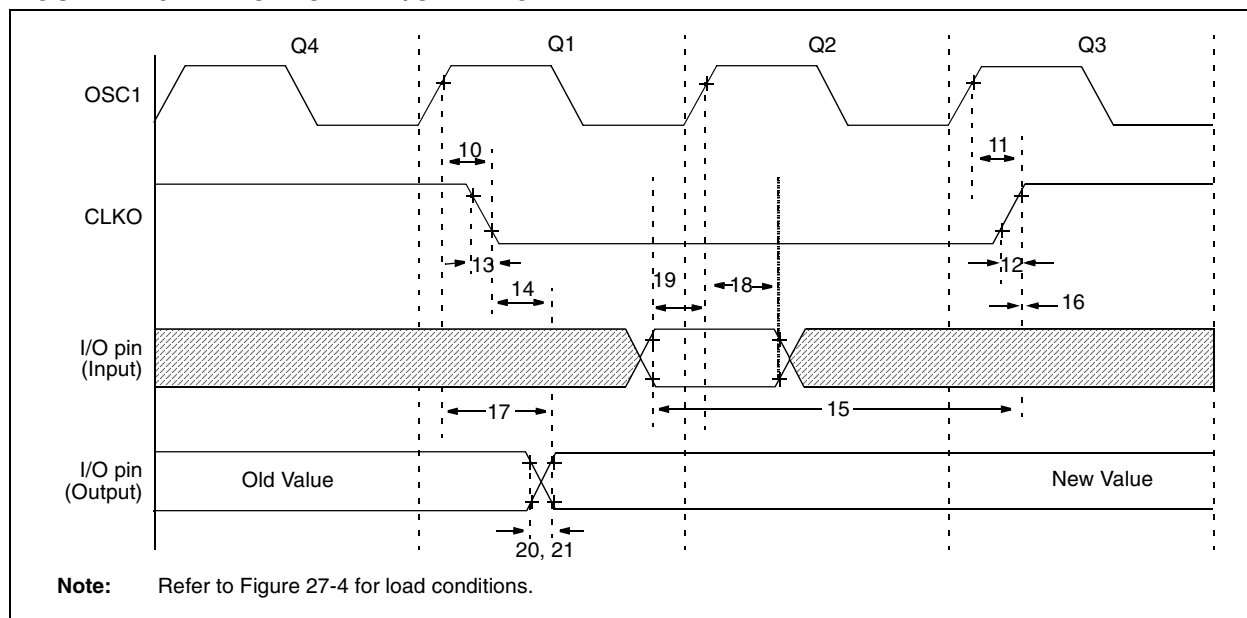 Q4 Q1 Q2 Q3
OSC1
10 11
CLKO
13 12
14 19 18 16
I/O pin
(Input)
17 15
I/O pin
(Output)
Old Value New Value
20, 21
Note: Refer to Figure 27-4 for load conditions.